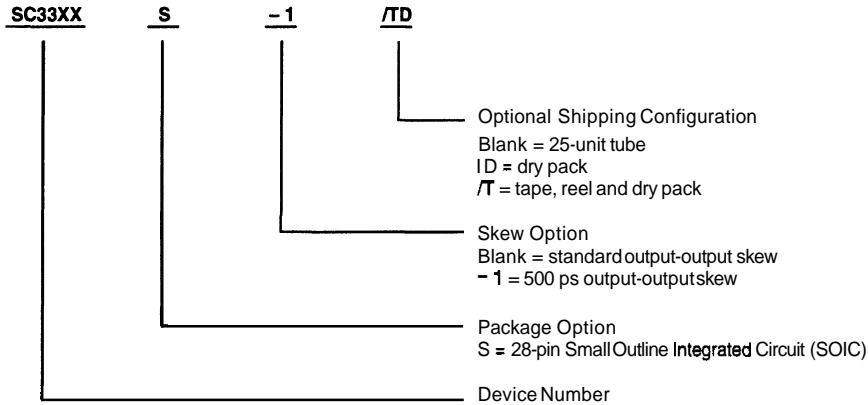 SC33XX S –1 /TD
Optional Shipping Configuration
Blank = 25-unit tube
ID = dry pack
/T = tape, reel and dry pack
Skew Option
Blank = standard output-output skew
–1 = 500 ps output-output skew
Package Option
S = 28-pin Small Outline Integrated Circuit (SOIC)
Device Number